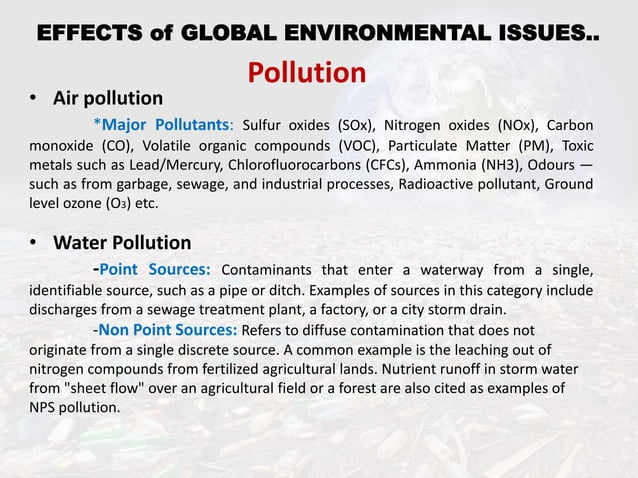 EFFECTS of GLOBAL ENVIRONMENTAL ISSUES..
Pollution
• Air pollution
*Major Pollutants: Sulfur oxides (SOx), Nitrogen oxides (NOx), Carbon
monoxide (CO), Volatile organic compounds (VOC), Particulate Matter (PM), Toxic
metals such as Lead/Mercury, Chlorofluorocarbons (CFCs), Ammonia (NH3), Odours —
such as from garbage, sewage, and industrial processes, Radioactive pollutant, Ground
level ozone (O3) etc.
• Water Pollution
-Point Sources: Contaminants that enter a waterway from a single,
identifiable source, such as a pipe or ditch. Examples of sources in this category include
discharges from a sewage treatment plant, a factory, or a city storm drain.
-Non Point Sources: Refers to diffuse contamination that does not
originate from a single discrete source. A common example is the leaching out of
nitrogen compounds from fertilized agricultural lands. Nutrient runoff in storm water
from "sheet flow" over an agricultural field or a forest are also cited as examples of
NPS pollution.